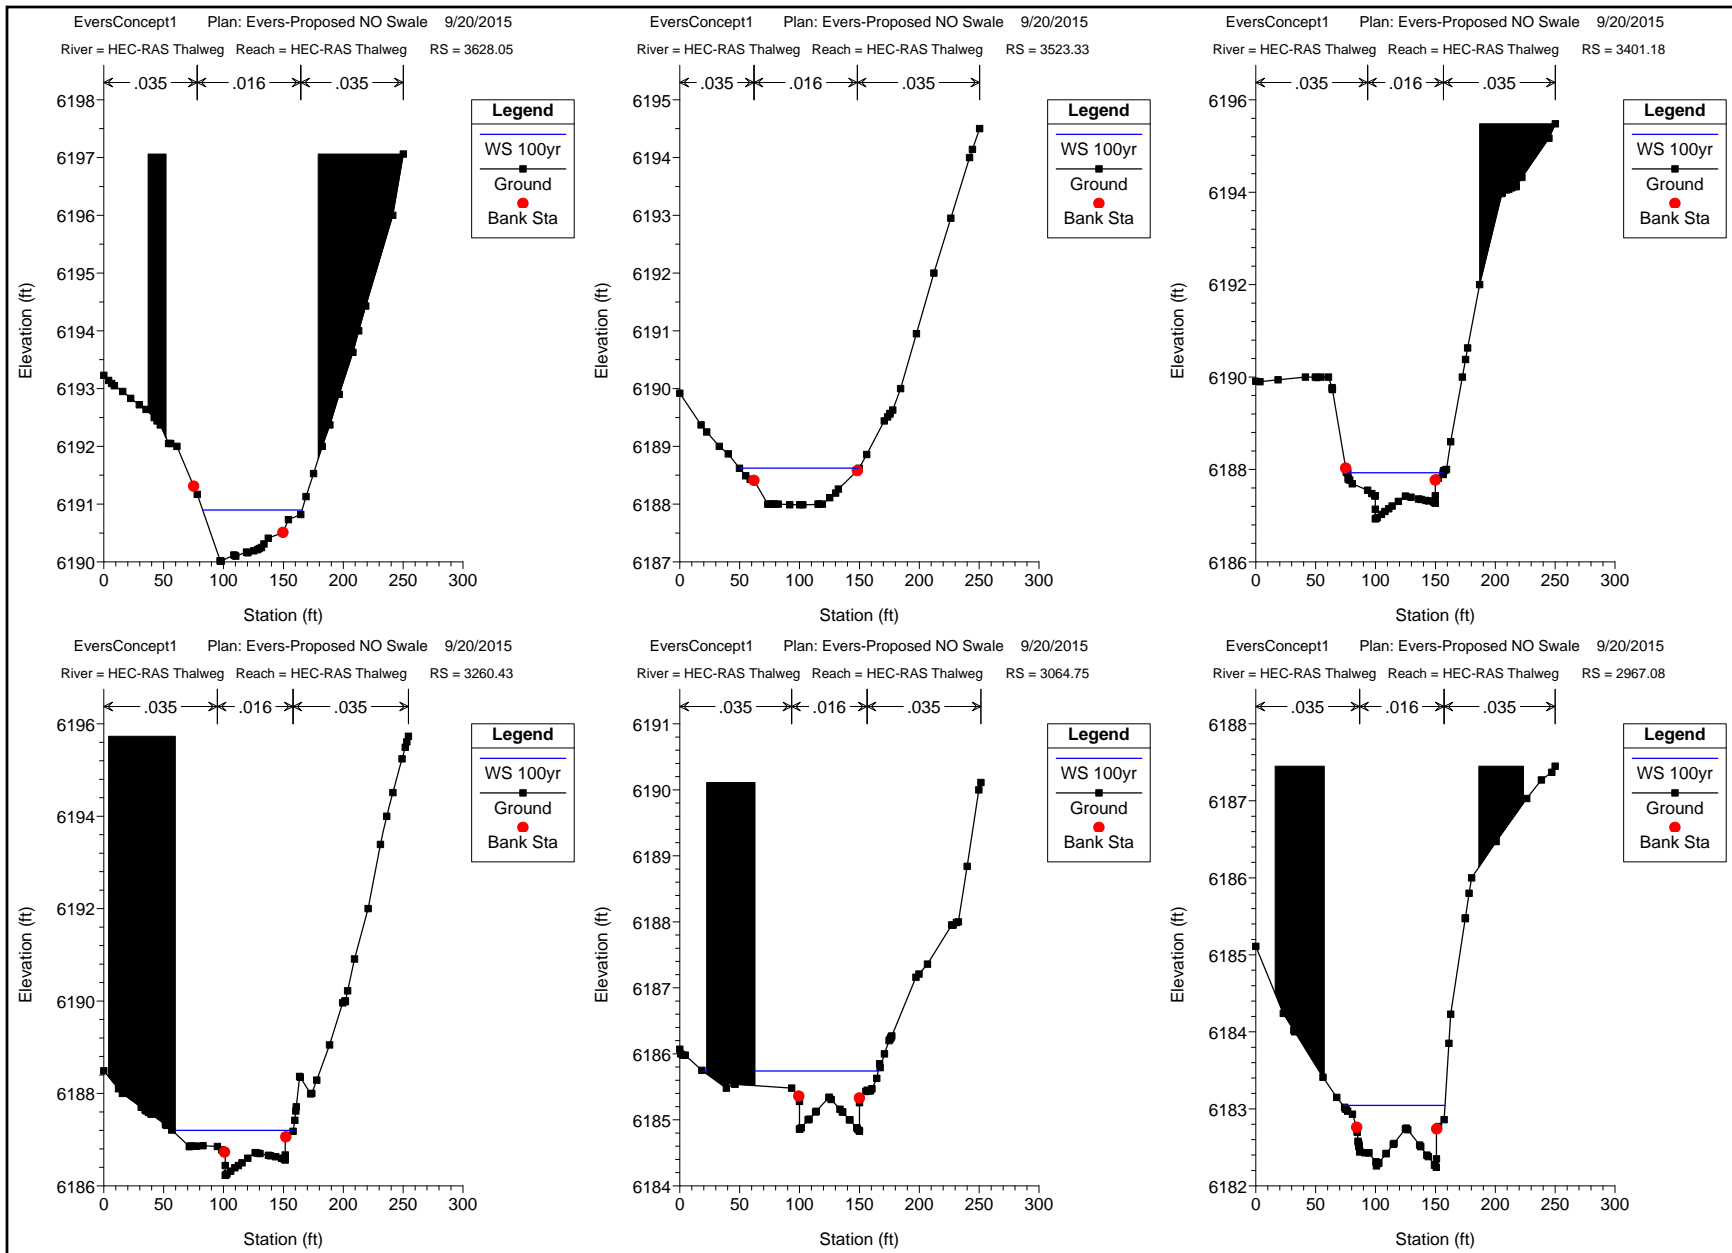 EversConcept1 Plan: Evers-Proposed NO Swale 9/20/2015
River = HEC-RAS Thalweg Reach = HEC-RAS Thalweg RS = 3628.05
.035 .016 .035
Legend
WS 100yr
Ground
Bank Sta
Elevation (ft)
6198
6197
6196
6195
6194
6193
6192
6191
6190
0 50 100 150 200 250 300
Station (ft)
EversConcept1 Plan: Evers-Proposed NO Swale 9/20/2015
River = HEC-RAS Thalweg Reach = HEC-RAS Thalweg RS = 3523.33
.035 .016 .035
Legend
WS 100yr
Ground
Bank Sta
Elevation (ft)
6195
6194
6193
6192
6191
6190
6189
6188
6187
0 50 100 150 200 250 300
Station (ft)
EversConcept1 Plan: Evers-Proposed NO Swale 9/20/2015
River = HEC-RAS Thalweg Reach = HEC-RAS Thalweg RS = 3401.18
.035 .016 .035
Legend
WS 100yr
Ground
Bank Sta
Elevation (ft)
6196
6194
6192
6190
6188
6186
0 50 100 150 200 250 300
Station (ft)
EversConcept1 Plan: Evers-Proposed NO Swale 9/20/2015
River = HEC-RAS Thalweg Reach = HEC-RAS Thalweg RS = 3260.43
.035 .016 .035
Legend
WS 100yr
Ground
Bank Sta
Elevation (ft)
6196
6194
6192
6190
6188
6186
0 50 100 150 200 250 300
Station (ft)
EversConcept1 Plan: Evers-Proposed NO Swale 9/20/2015
River = HEC-RAS Thalweg Reach = HEC-RAS Thalweg RS = 3064.75
.035 .016 .035
Legend
WS 100yr
Ground
Bank Sta
Elevation (ft)
6191
6190
6189
6188
6187
6186
6185
6184
0 50 100 150 200 250 300
Station (ft)
EversConcept1 Plan: Evers-Proposed NO Swale 9/20/2015
River = HEC-RAS Thalweg Reach = HEC-RAS Thalweg RS = 2967.08
.035 .016 .035
Legend
WS 100yr
Ground
Bank Sta
Elevation (ft)
6188
6187
6186
6185
6184
6183
6182
0 50 100 150 200 250 300
Station (ft)